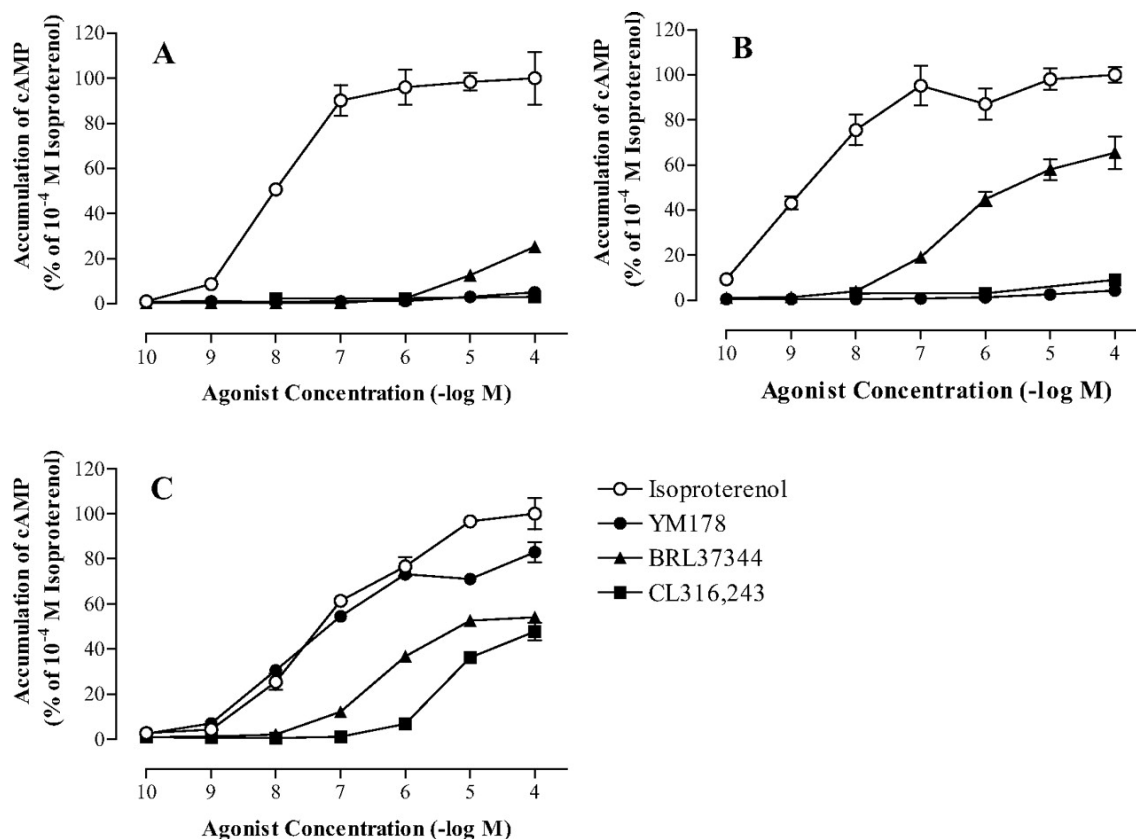 A
Accumulation of cAMP
(% of 10⁻⁴ M Isoproterenol)
120
100
80
60
40
20
0
10 9 8 7 6 5 4
Agonist Concentration (-log M)
B
Accumulation of cAMP
(% of 10⁻⁴ M Isoproterenol)
120
100
80
60
40
20
0
10 9 8 7 6 5 4
Agonist Concentration (-log M)
C
Accumulation of cAMP
(% of 10⁻⁴ M Isoproterenol)
120
100
80
60
40
20
0
10 9 8 7 6 5 4
Agonist Concentration (-log M)
Isoproterenol
YM178
BRL37344
CL316,243